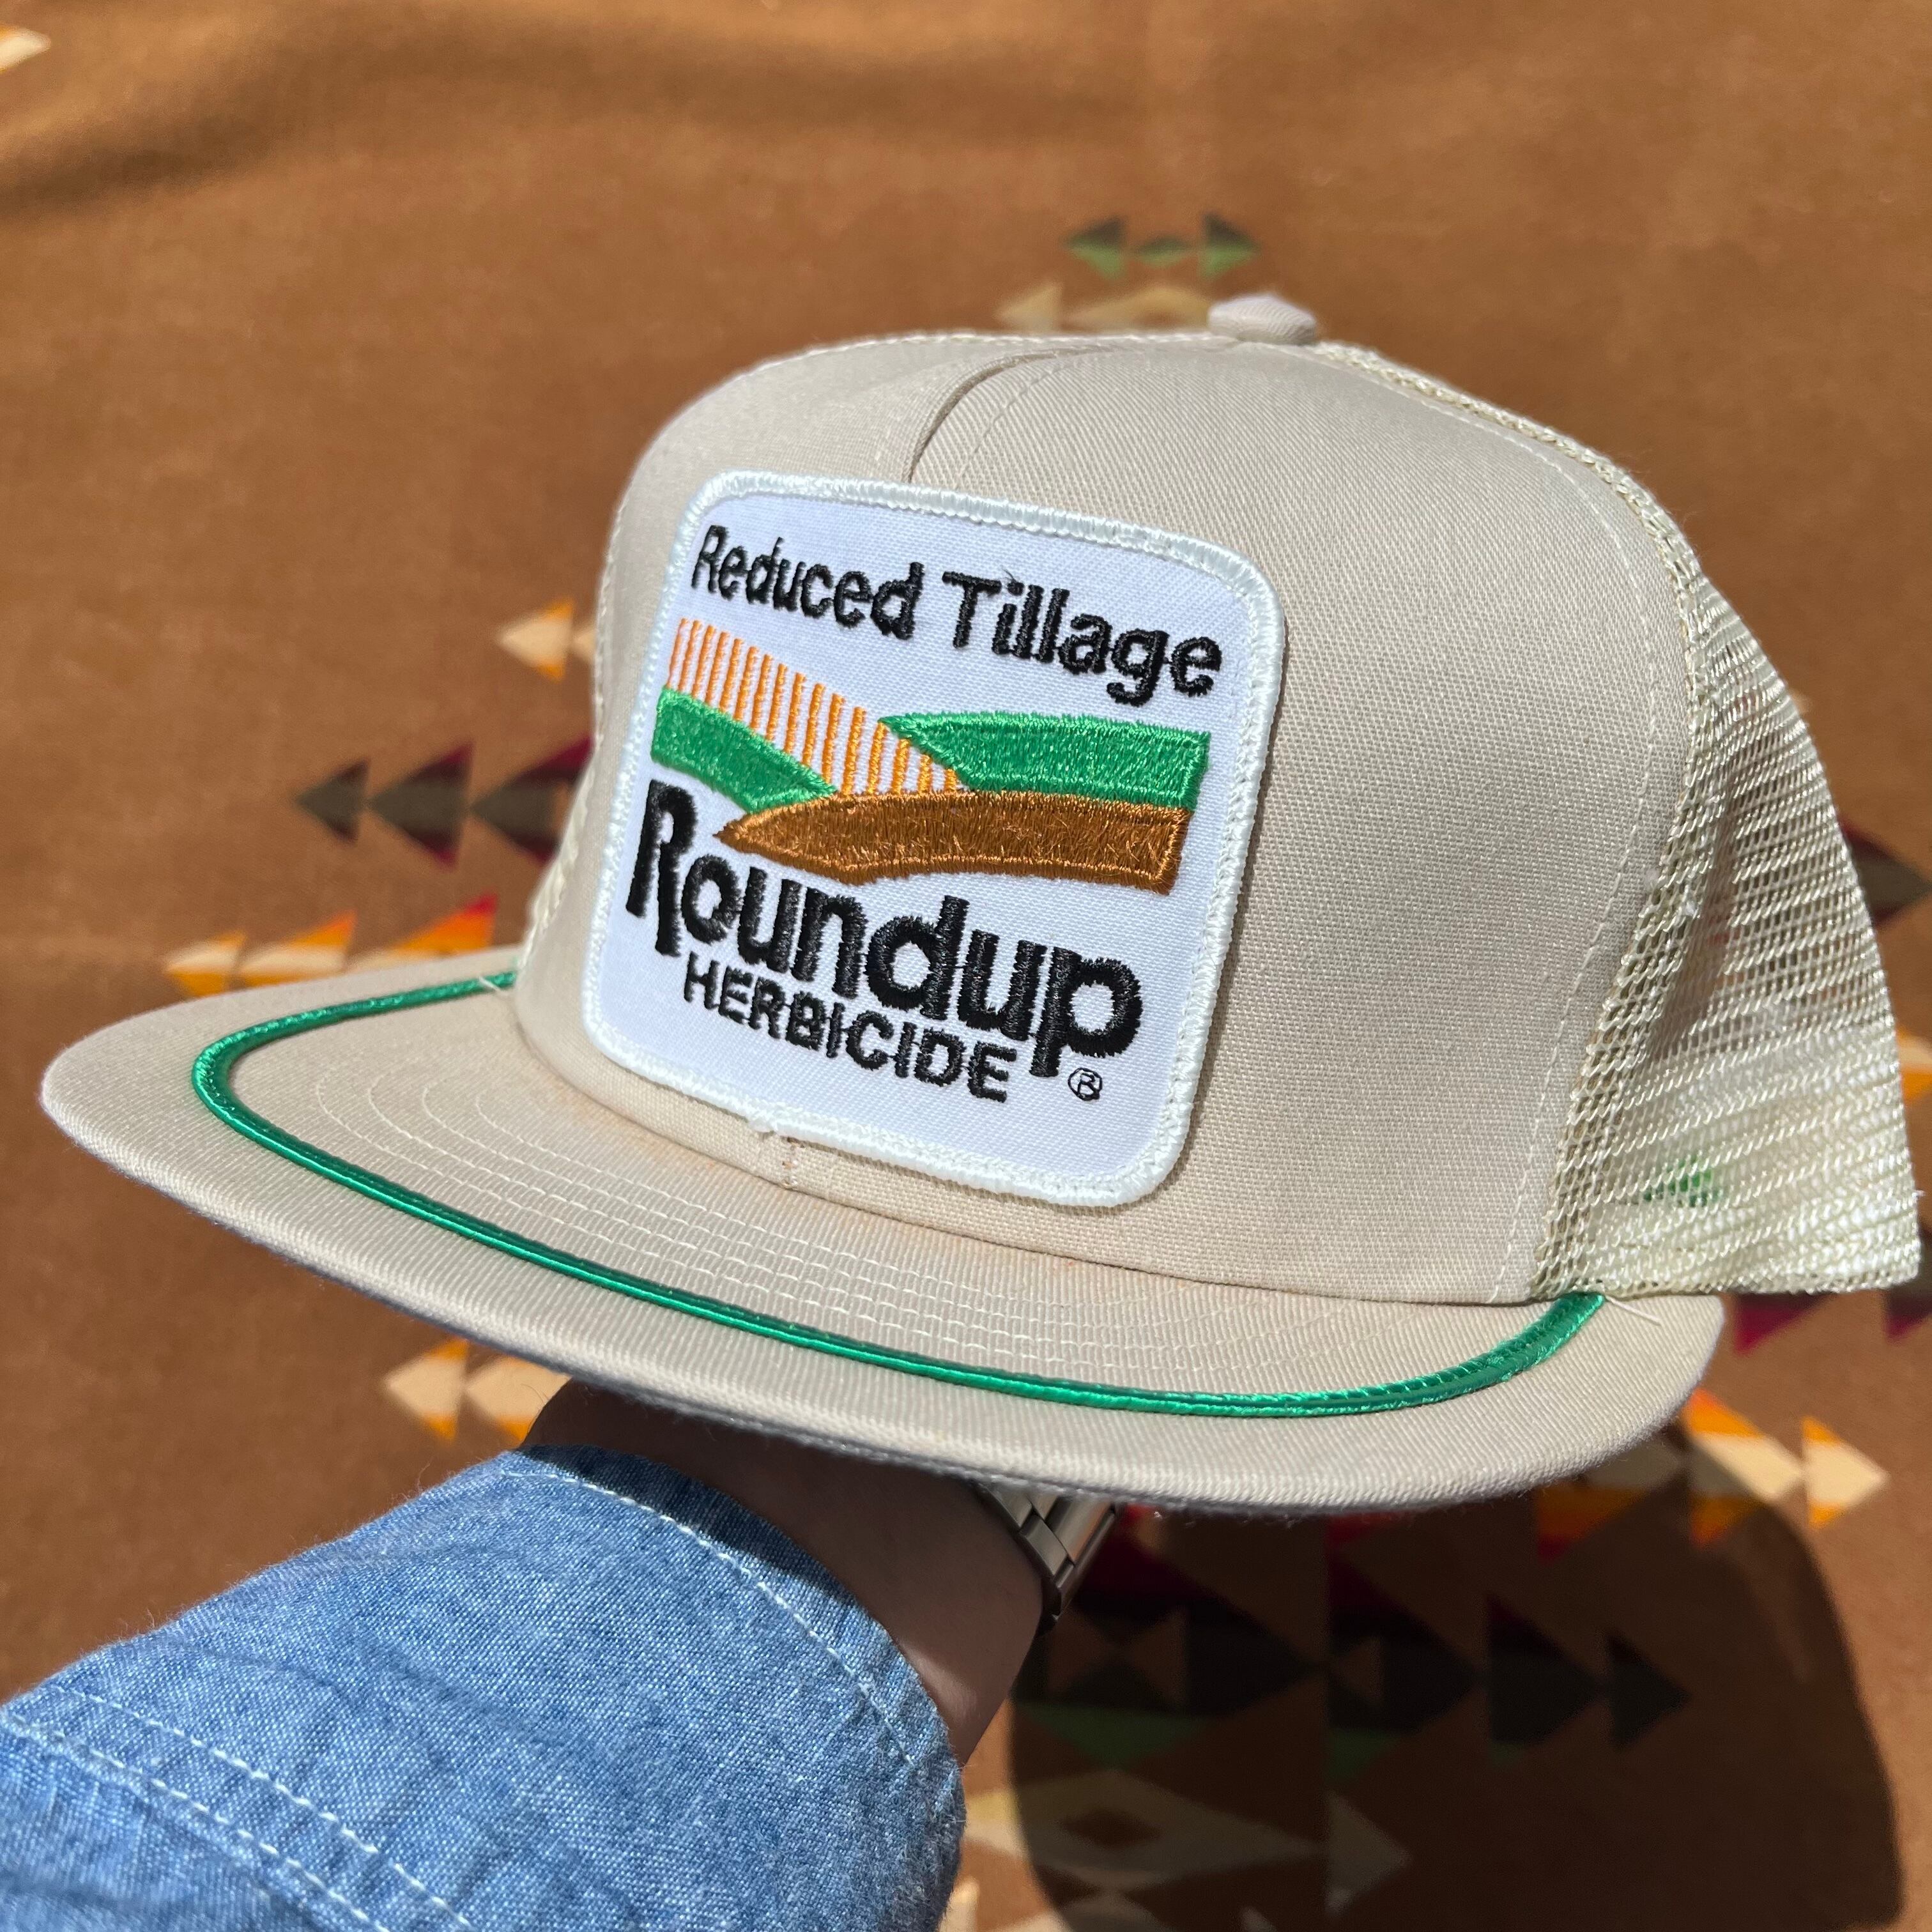 Reduced Tillage
Roundup
HERBICIDE ®